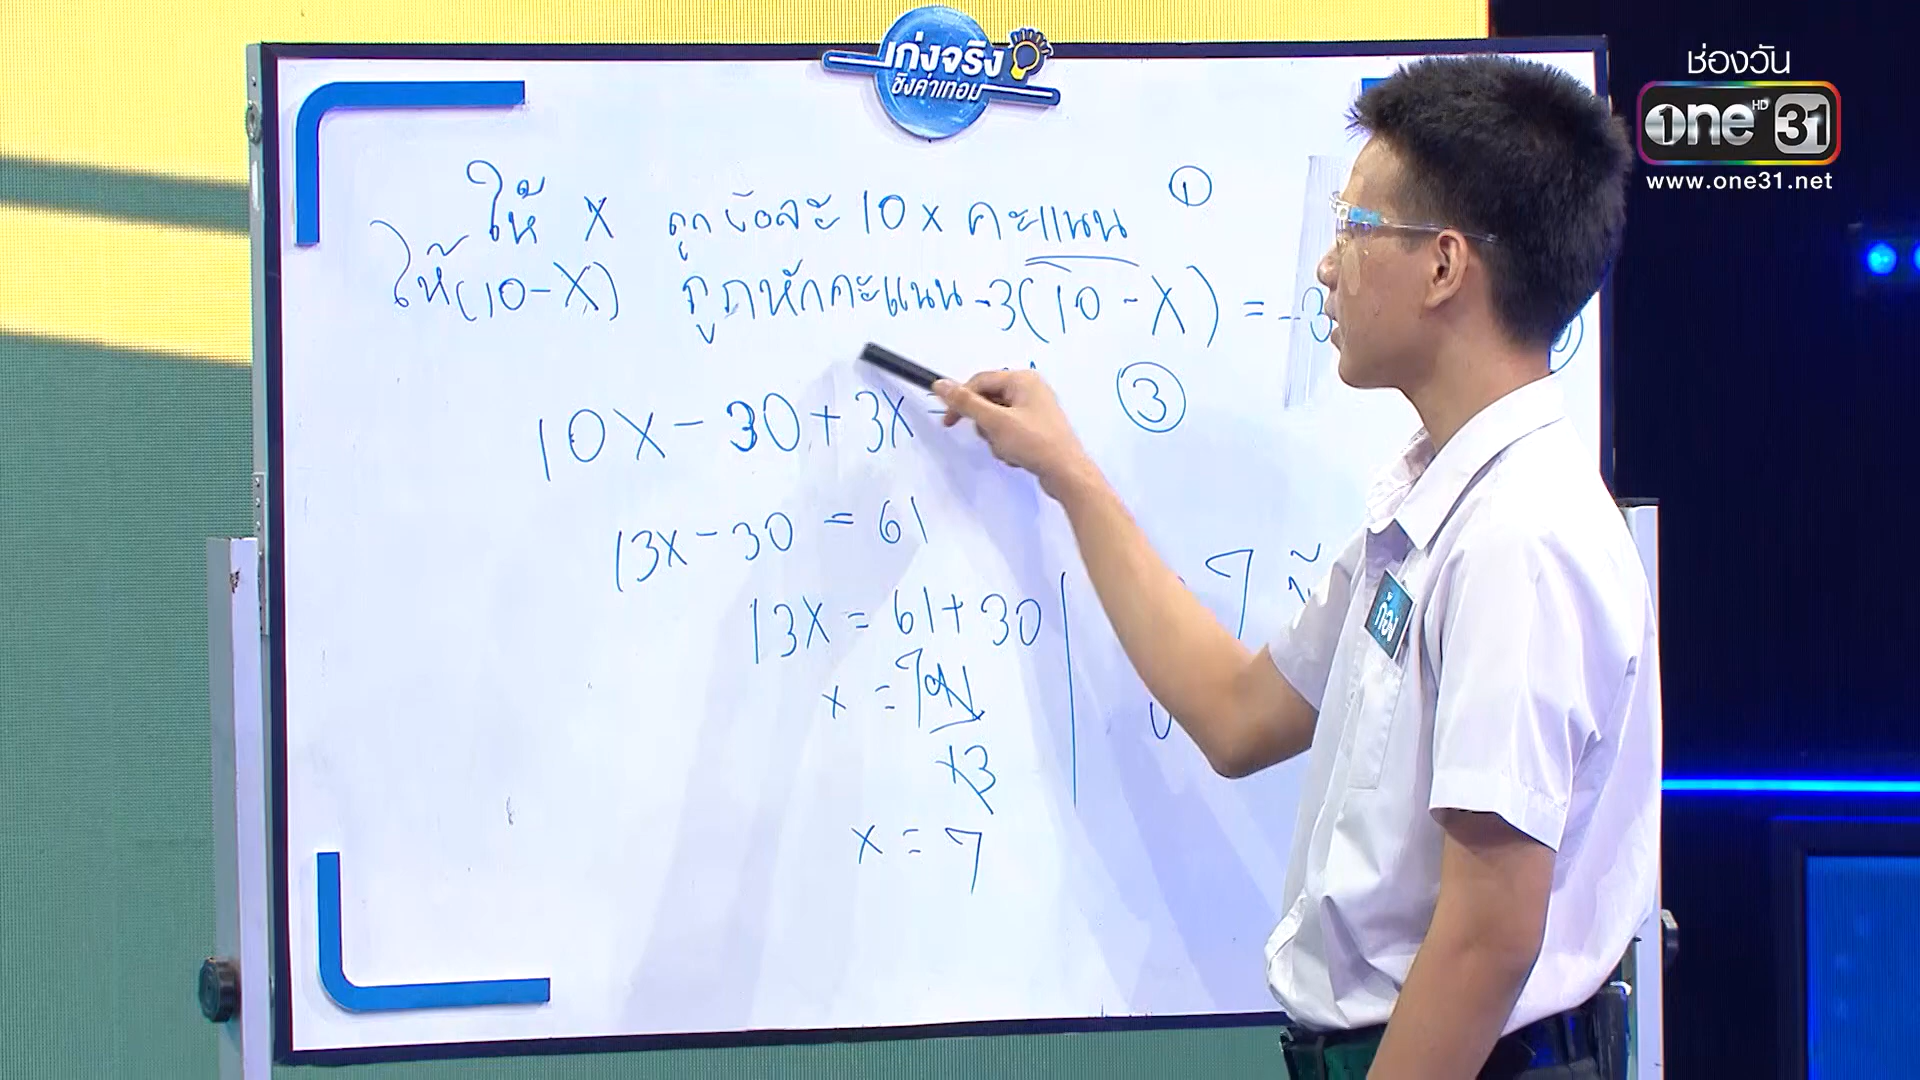 เก่งจริง
ชิงค่าเทอม
ช่องวัน
one HD 31
www.one31.net
ให้ X ถูกข้อละ 10x คะแนน ①
ให้(10-X) ถูกหักคะแนน -3(10-X) = -3
10X - 30 + 3X = ③
13X - 30 = 61
13X = 61 + 30
x = 91
13
x = 7
7
ก้อง